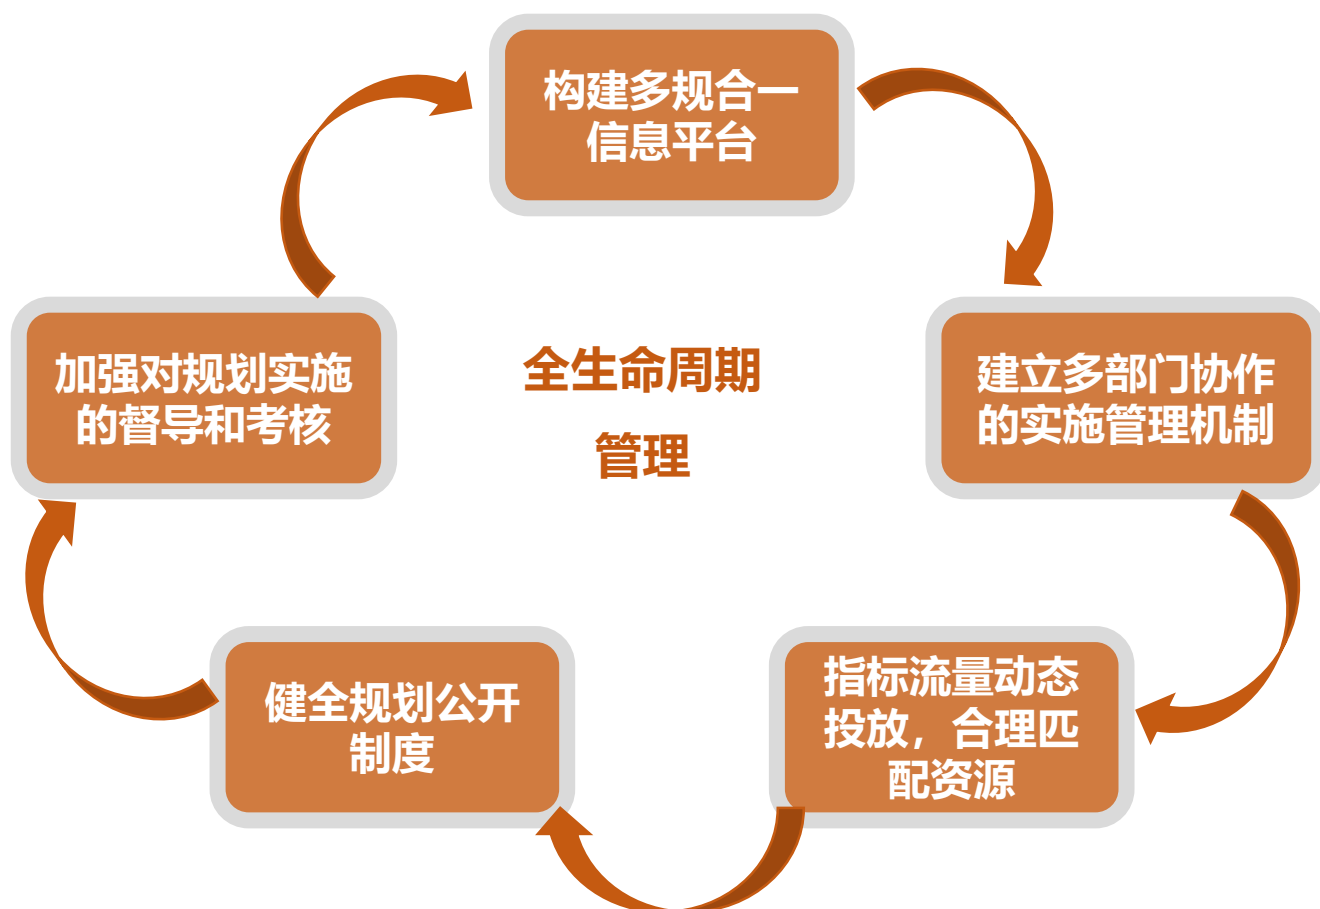 构建多规合一
信息平台
建立多部门协作
的实施管理机制
指标流量动态
投放，合理匹
配资源
健全规划公开
制度
加强对规划实施
的督导和考核
全生命周期
管理